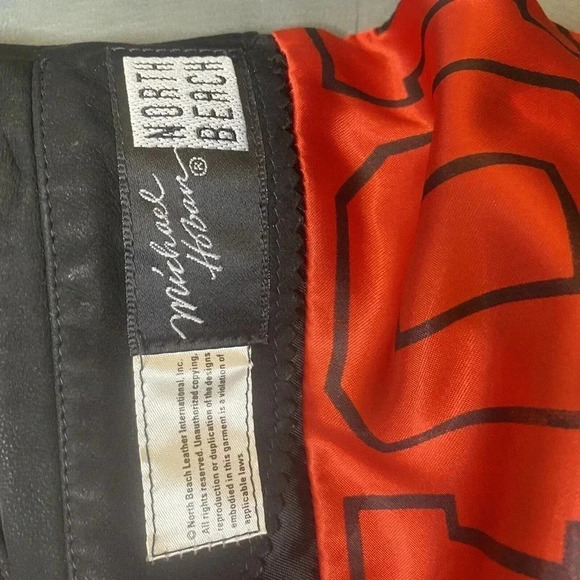 NORTH
BEACH
Michael
Hoban®
© North Beach Leather International, Inc.
All rights reserved. Unauthorized copying,
reproduction or duplication of the designs
embodied in this garment is a violation of
applicable laws.